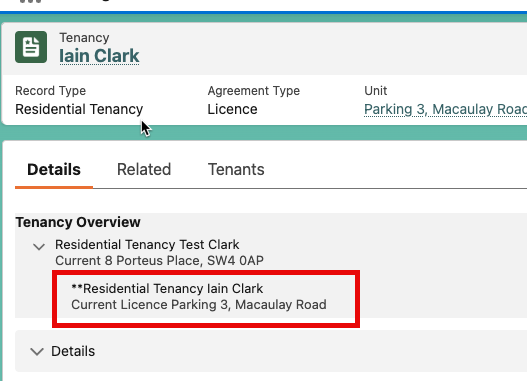 Tenancy
Iain Clark
Record Type
Agreement Type
Unit
Residential Tenancy
Licence
Parking 3, Macaulay Road
Details
Related
Tenants
Tenancy Overview
Residential Tenancy Test Clark
Current 8 Porteus Place, SW4 0AP
**Residential Tenancy Iain Clark
Current Licence Parking 3, Macaulay Road
Details